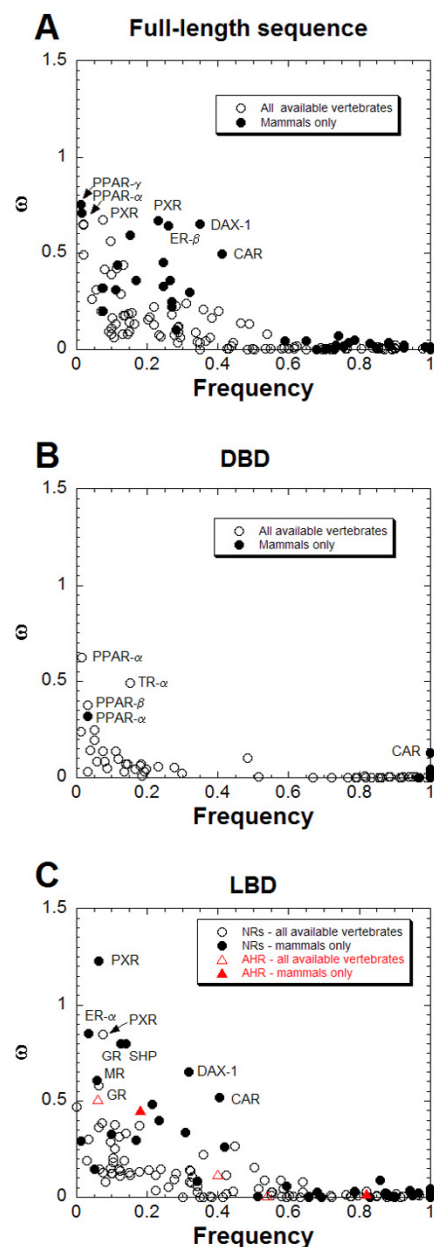 A Full-length sequence
1.5
All available vertebrates
Mammals only
1
PPAR-γ
PPAR-α
PXR
PXR
DAX-1
ER-β
CAR
ω
0.5
0
0 0.2 0.4 0.6 0.8 1
Frequency
B DBD
1.5
All available vertebrates
Mammals only
1
ω
PPAR-α
0.5
TR-α
PPAR-β
PPAR-α
CAR
0
0 0.2 0.4 0.6 0.8 1
Frequency
C LBD
1.5
NRs - all available vertebrates
NRs - mammals only
AHR - all available vertebrates
AHR - mammals only
PXR
1
ER-α
PXR
GR SHP
MR
DAX-1
GR
CAR
ω
0.5
0
0 0.2 0.4 0.6 0.8 1
Frequency